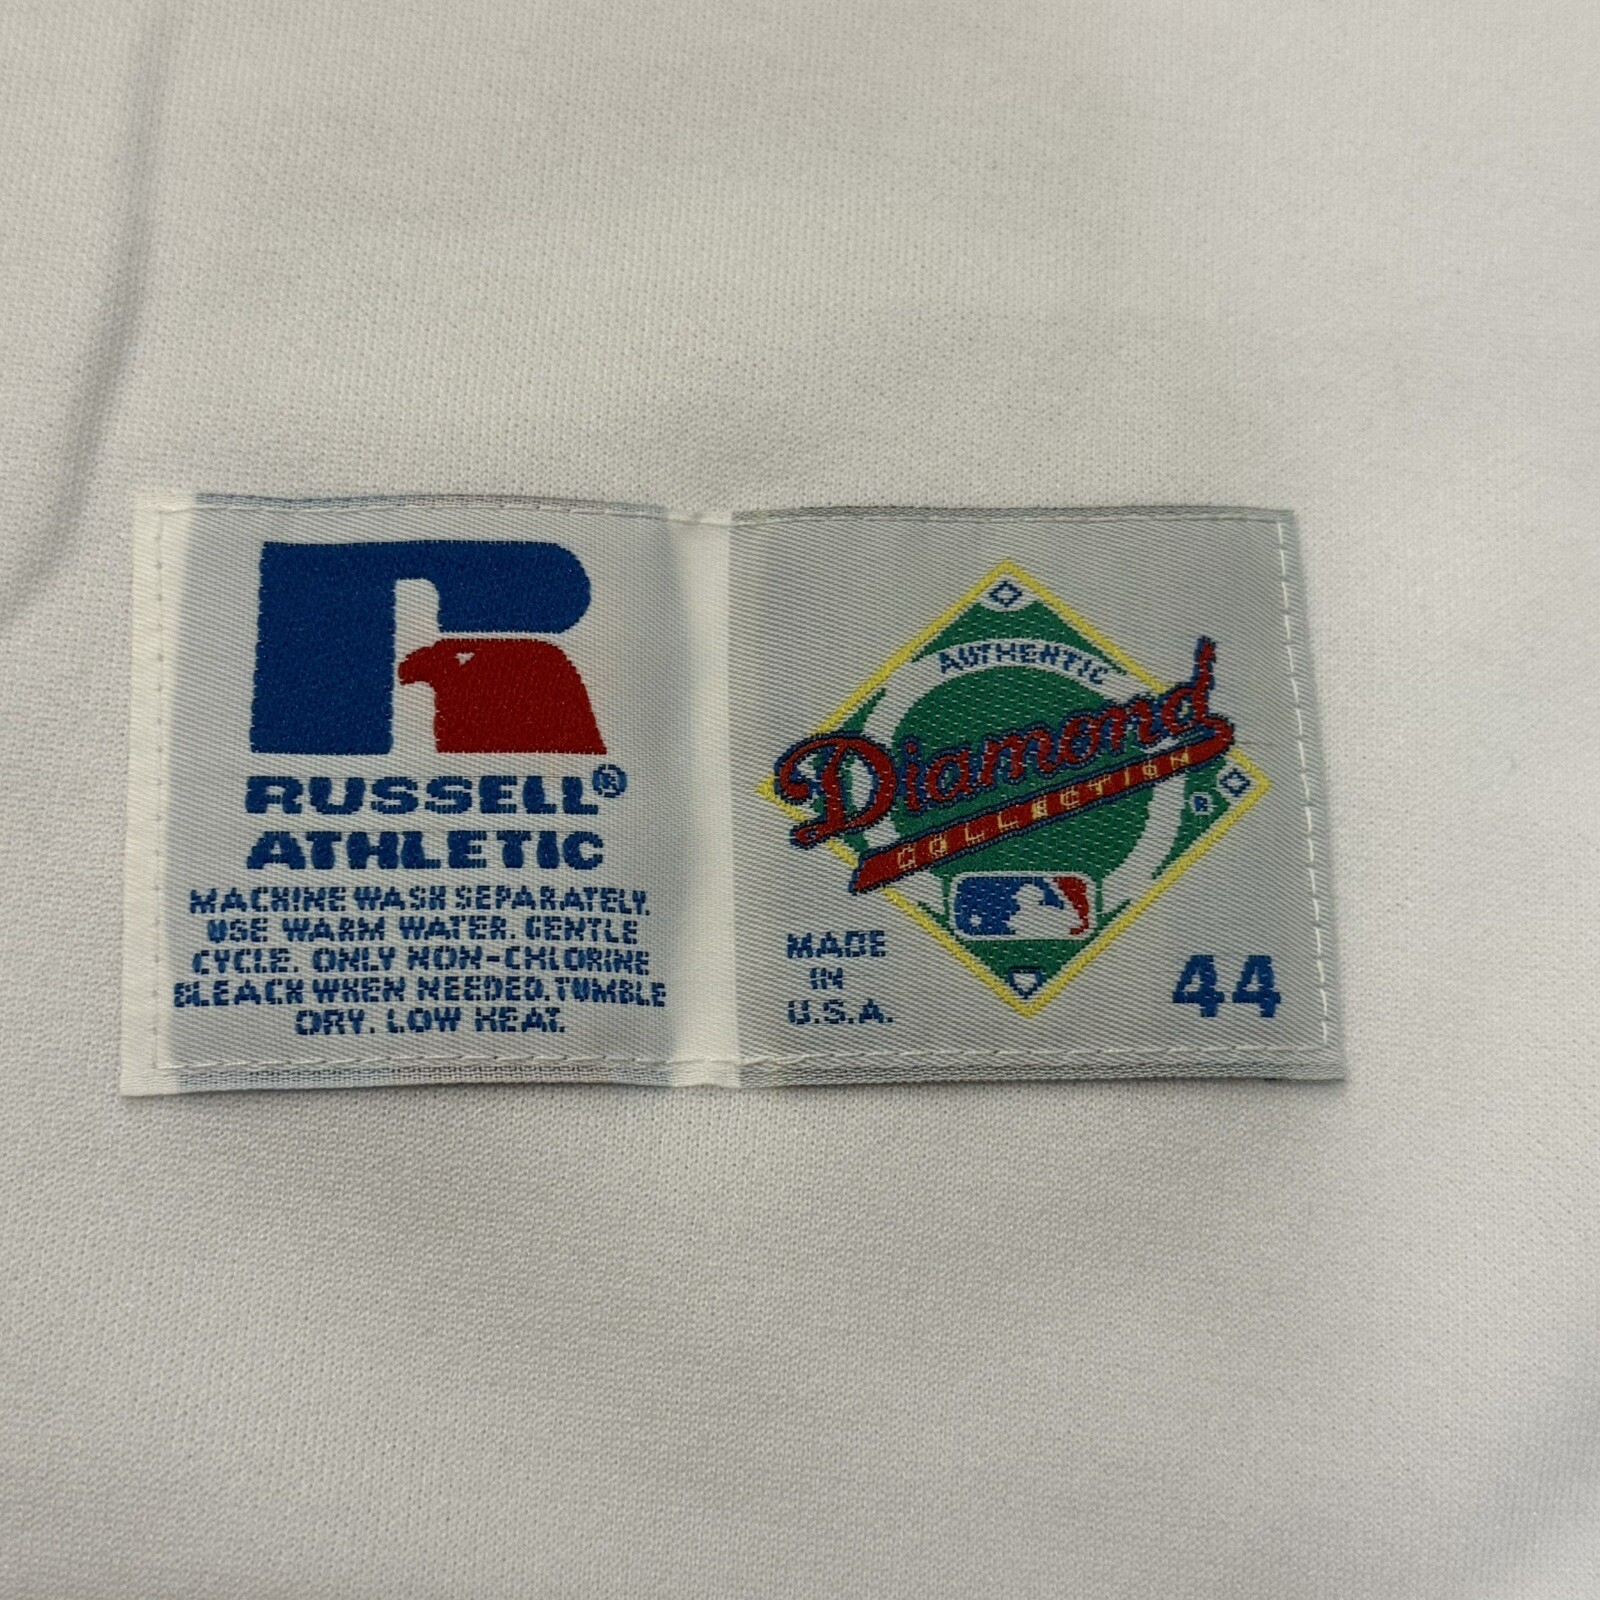 RUSSELL®
ATHLETIC
MACHINE WASH SEPARATELY.
USE WARM WATER. GENTLE
CYCLE. ONLY NON-CHLORINE
BLEACH WHEN NEEDED. TUMBLE
DRY. LOW HEAT.
AUTHENTIC
Diamond
COLLECTION
®
MADE
IN
U.S.A.
44